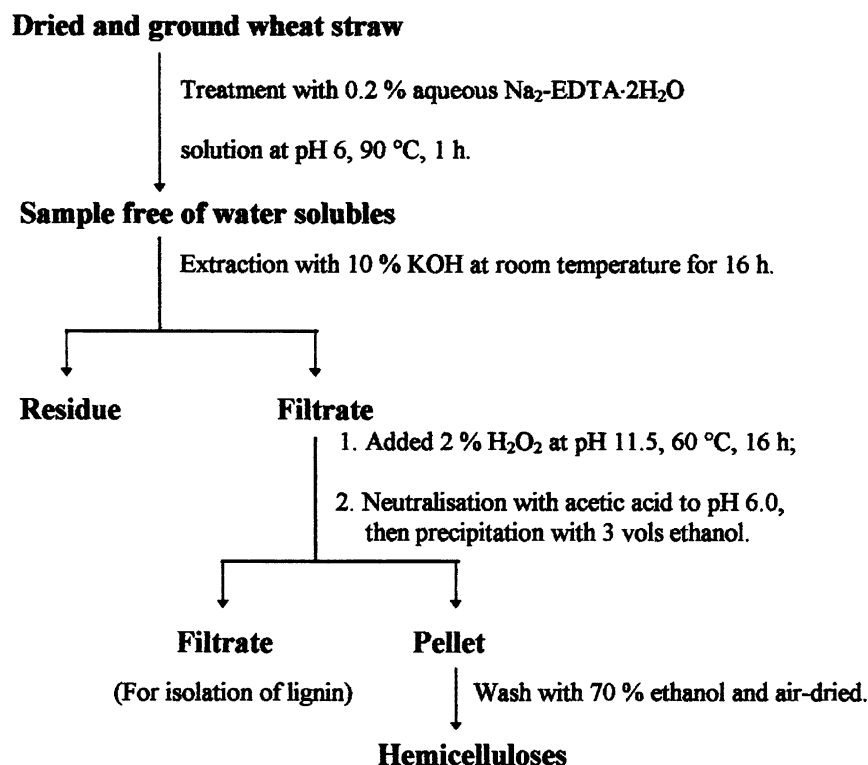 Dried and ground wheat straw
Treatment with 0.2 % aqueous Na₂-EDTA·2H₂O
solution at pH 6, 90 °C, 1 h.
Sample free of water solubles
Extraction with 10 % KOH at room temperature for 16 h.
Residue
Filtrate
1. Added 2 % H₂O₂ at pH 11.5, 60 °C, 16 h;
2. Neutralisation with acetic acid to pH 6.0,
then precipitation with 3 vols ethanol.
Filtrate
Pellet
(For isolation of lignin)
Wash with 70 % ethanol and air-dried.
Hemicelluloses